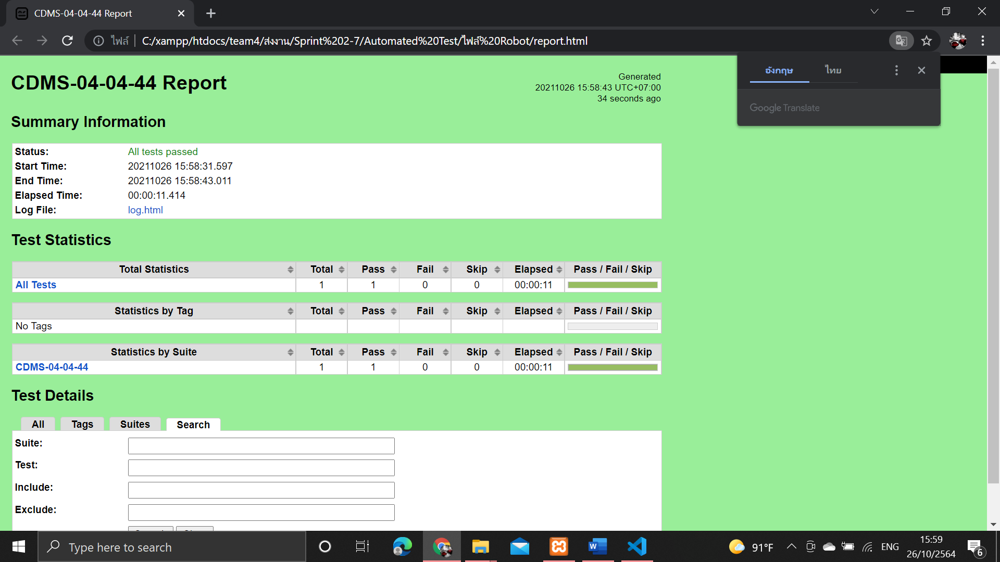 CDMS-04-04-44 Report
ไฟล์ C:/xampp/htdocs/team4/ส่งงาน/Sprint%202-7/Automated%20Test/ไฟล์%20Robot/report.html
อังกฤษ ไทย
Google Translate
CDMS-04-04-44 Report
Generated
20211026 15:58:43 UTC+07:00
34 seconds ago
Summary Information
Status: All tests passed
Start Time: 20211026 15:58:31.597
End Time: 20211026 15:58:43.011
Elapsed Time: 00:00:11.414
Log File: log.html
Test Statistics
Total Statistics Total Pass Fail Skip Elapsed Pass / Fail / Skip
All Tests 1 1 0 0 00:00:11
Statistics by Tag Total Pass Fail Skip Elapsed Pass / Fail / Skip
No Tags
Statistics by Suite Total Pass Fail Skip Elapsed Pass / Fail / Skip
CDMS-04-04-44 1 1 0 0 00:00:11
Test Details
All Tags Suites Search
Suite:
Test:
Include:
Exclude:
Type here to search
91°F ENG
15:59
26/10/2564
6